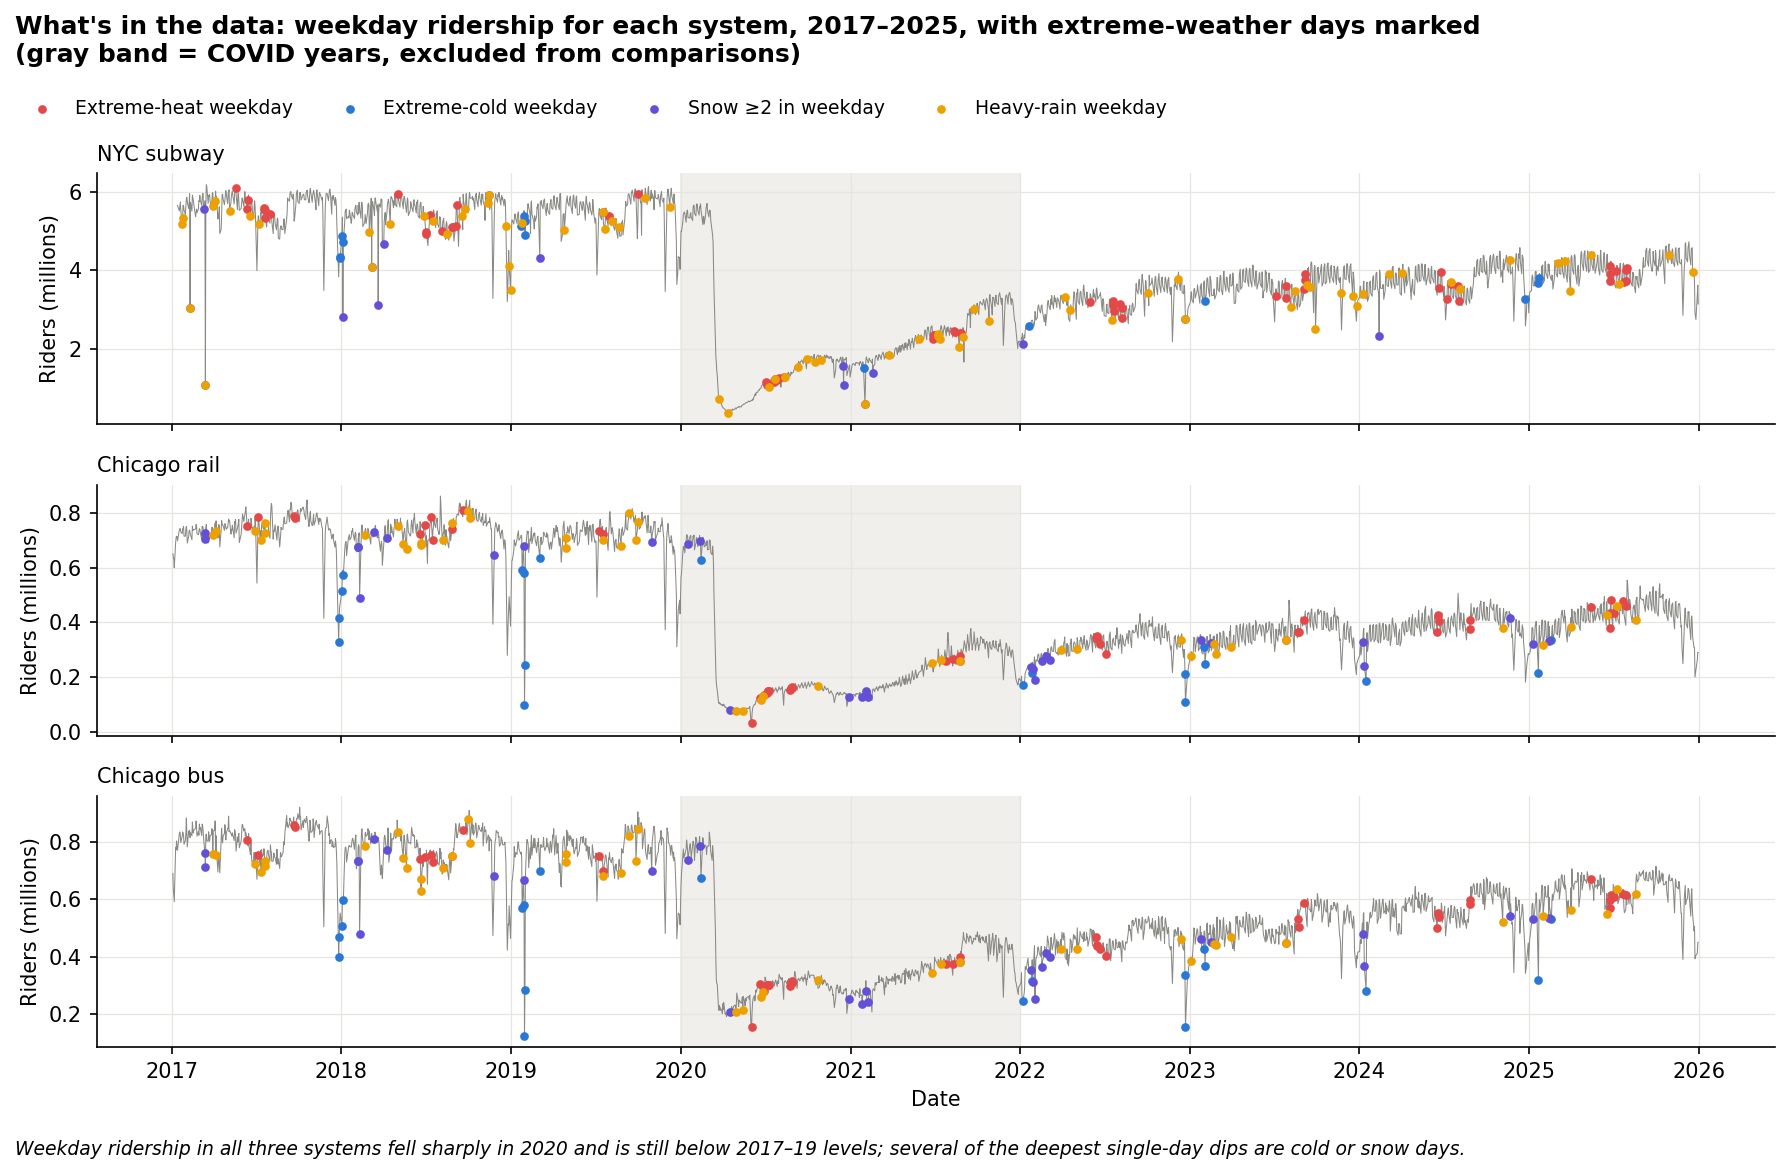 What's in the data: weekday ridership for each system, 2017–2025, with extreme-weather days marked
(gray band = COVID years, excluded from comparisons)
Extreme-heat weekday Extreme-cold weekday Snow ≥2 in weekday Heavy-rain weekday
NYC subway
Riders (millions)
6
4
2
Chicago rail
Riders (millions)
0.8
0.6
0.4
0.2
0.0
Chicago bus
Riders (millions)
0.8
0.6
0.4
0.2
2017 2018 2019 2020 2021 2022 2023 2024 2025 2026
Date
Weekday ridership in all three systems fell sharply in 2020 and is still below 2017–19 levels; several of the deepest single-day dips are cold or snow days.